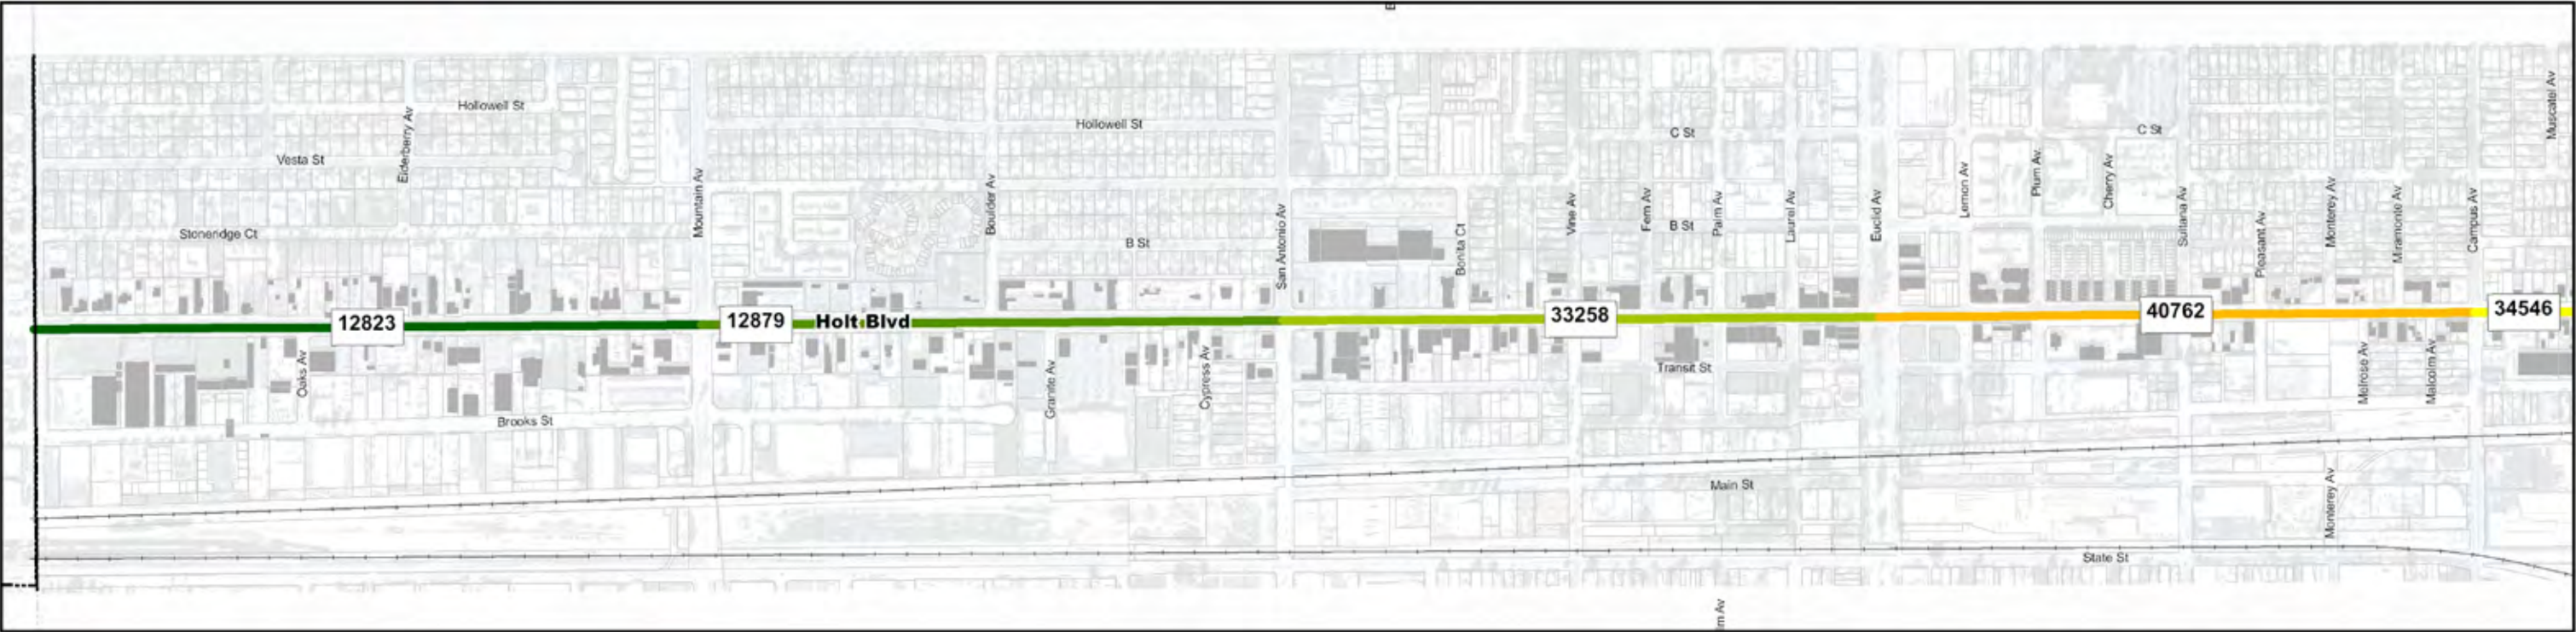 Hollowell St
Elderberry Av
Vesta St
Stoneridge Ct
Mountain Av
Hollowell St
Boulder Av
B St
San Antonio Av
Bonita Ct
C St
Vine Av
Fern Av
B St
Palm Av
Laurel Av
Euclid Av
Lemon Av
Plum Av
C St
Cherry Av
Sultana Av
Pleasant Av
Monterey Av
Miramonte Av
Campus Av
Muscatel Av
12823
12879
Holt Blvd
33258
40762
34546
Oaks Av
Brooks St
Granite Av
Cypress Av
Transit St
Melrose Av
Malcolm Av
Main St
Monterey Av
State St
lm Av